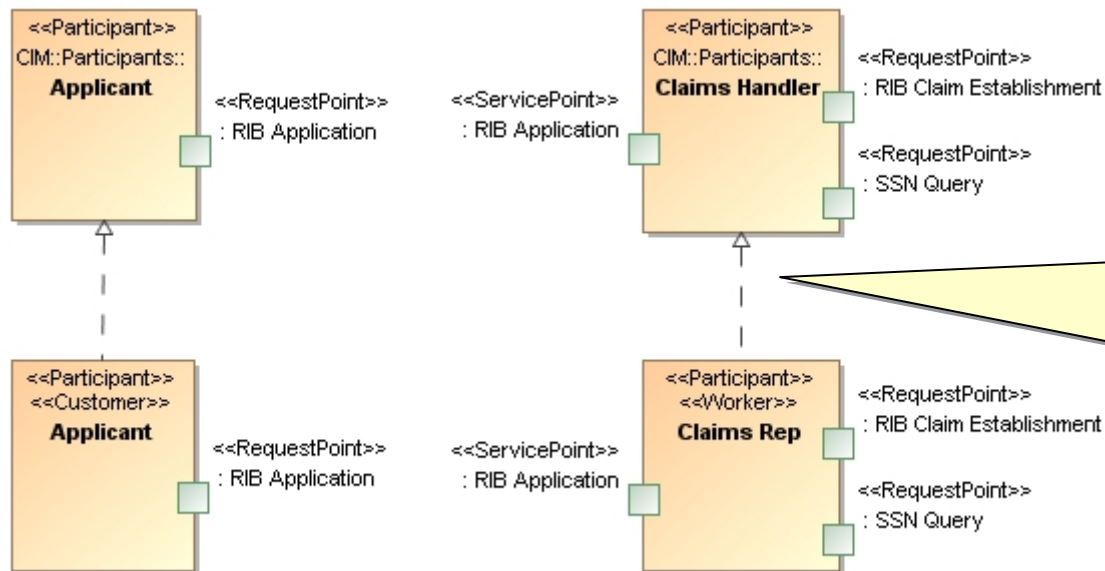 <<Participant>>
CIM::Participants::
Applicant
<<RequestPoint>>
: RIB Application
<<Participant>>
CIM::Participants::
Claims Handler
<<ServicePoint>>
: RIB Application
<<RequestPoint>>
: RIB Claim Establishment
<<RequestPoint>>
: SSN Query
<<Participant>>
<<Customer>>
Applicant
<<RequestPoint>>
: RIB Application
<<Participant>>
<<Worker>>
Claims Rep
<<ServicePoint>>
: RIB Application
<<RequestPoint>>
: RIB Claim Establishment
<<RequestPoint>>
: SSN Query